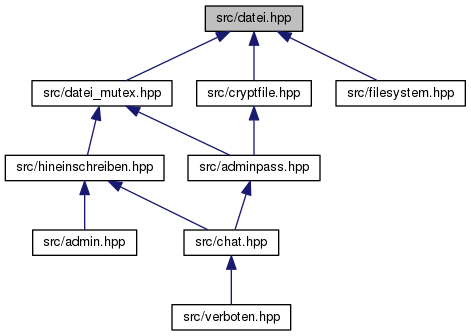 src/datei.hpp
src/datei_mutex.hpp
src/cryptfile.hpp
src/filesystem.hpp
src/hineinschreiben.hpp
src/adminpass.hpp
src/admin.hpp
src/chat.hpp
src/verboten.hpp